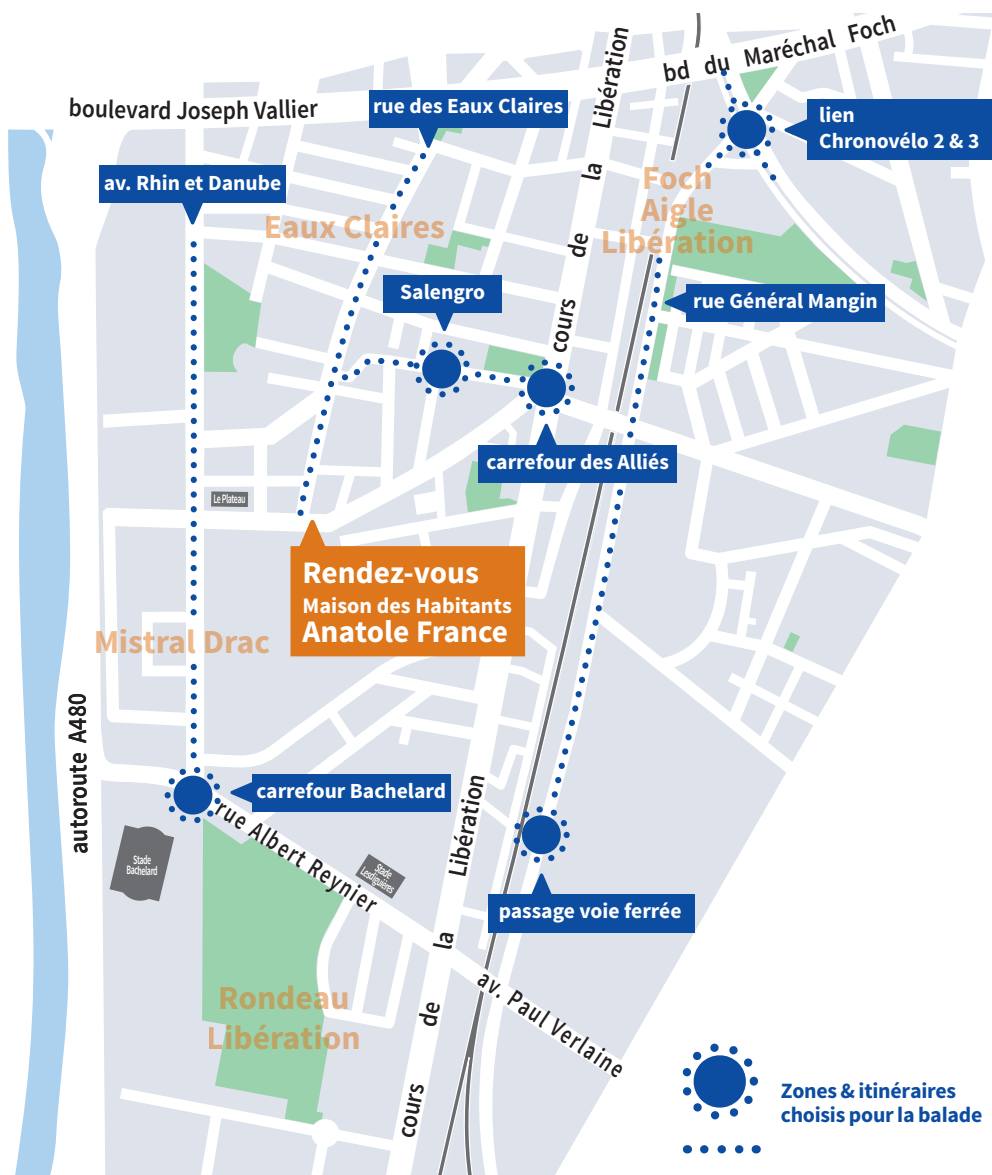 bd du Maréchal Foch
boulevard Joseph Vallier
rue des Eaux Claires
lien
Chronovélo 2 & 3
av. Rhin et Danube
Foch
Aigle
Libération
Eaux Claires
cours de la Libération
Salengro
rue Général Mangin
carrefour des Alliés
Le Plateau
Rendez-vous
Maison des Habitants
Anatole France
Mistral Drac
autoroute A480
carrefour Bachelard
rue Albert Reynier
Stade
Bachelard
Stade
Lesdiguières
passage voie ferrée
cours de la Libération
av. Paul Verlaine
Rondeau
Libération
Zones & itinéraires
choisis pour la balade